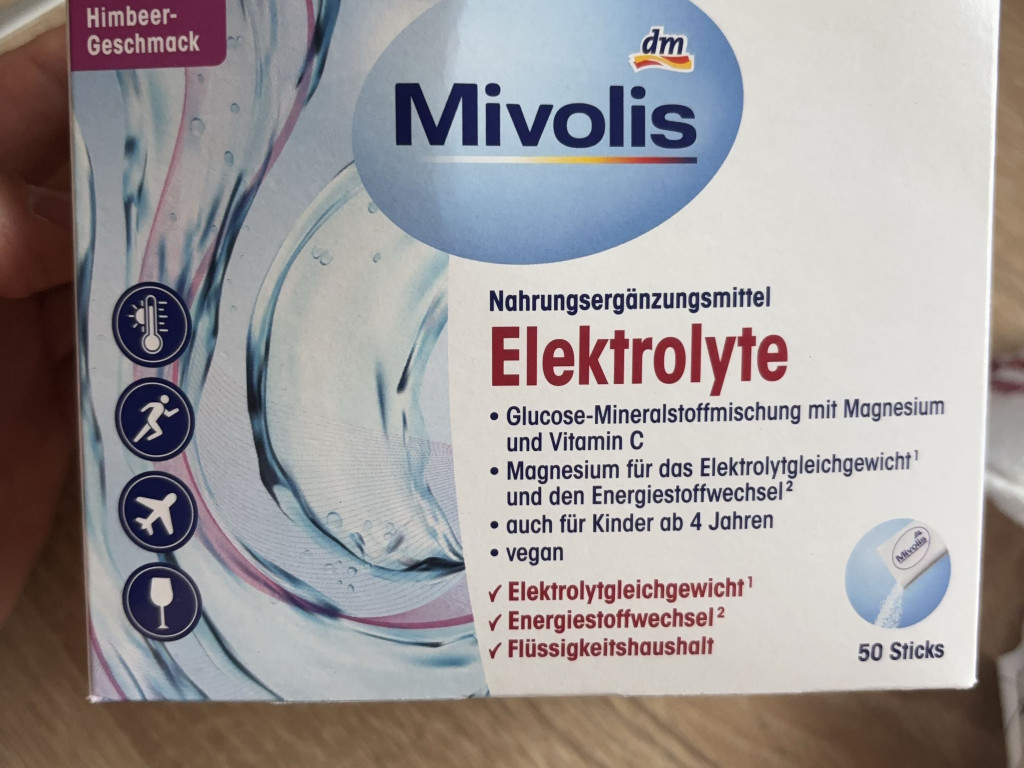 Himbeer-
Geschmack
dm
Mivolis
Nahrungsergänzungsmittel
Elektrolyte
• Glucose-Mineralstoffmischung mit Magnesium
und Vitamin C
• Magnesium für das Elektrolytgleichgewicht¹
und den Energiestoffwechsel²
• auch für Kinder ab 4 Jahren
• vegan
✓ Elektrolytgleichgewicht¹
✓ Energiestoffwechsel²
✓ Flüssigkeitshaushalt
dm
Mivolis
50 Sticks